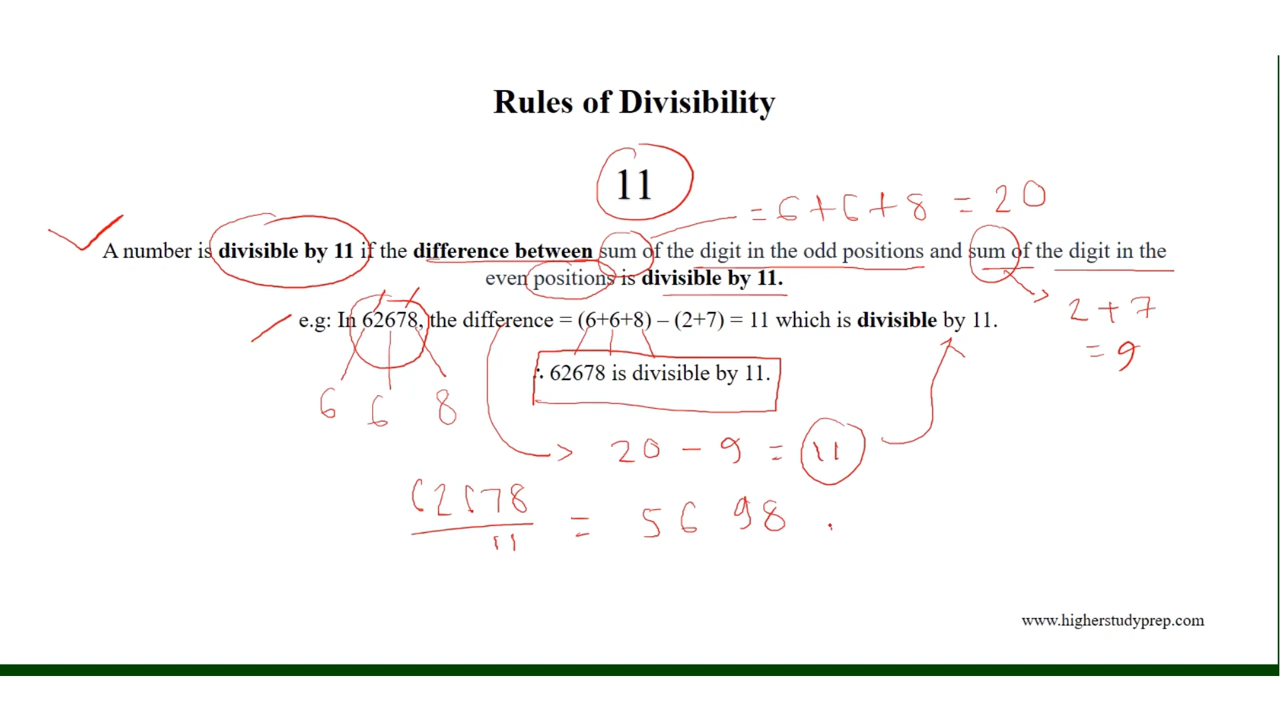 Rules of Divisibility
11
= 6+6+8 = 20
A number is divisible by 11 if the difference between sum of the digit in the odd positions and sum of the digit in the
even positions is divisible by 11.
2 + 7
= 9
e.g: In 62678, the difference = (6+6+8) – (2+7) = 11 which is divisible by 11.
∴ 62678 is divisible by 11.
6 6 8
20 - 9 = 11
62678
11
= 5698
www.higherstudyprep.com